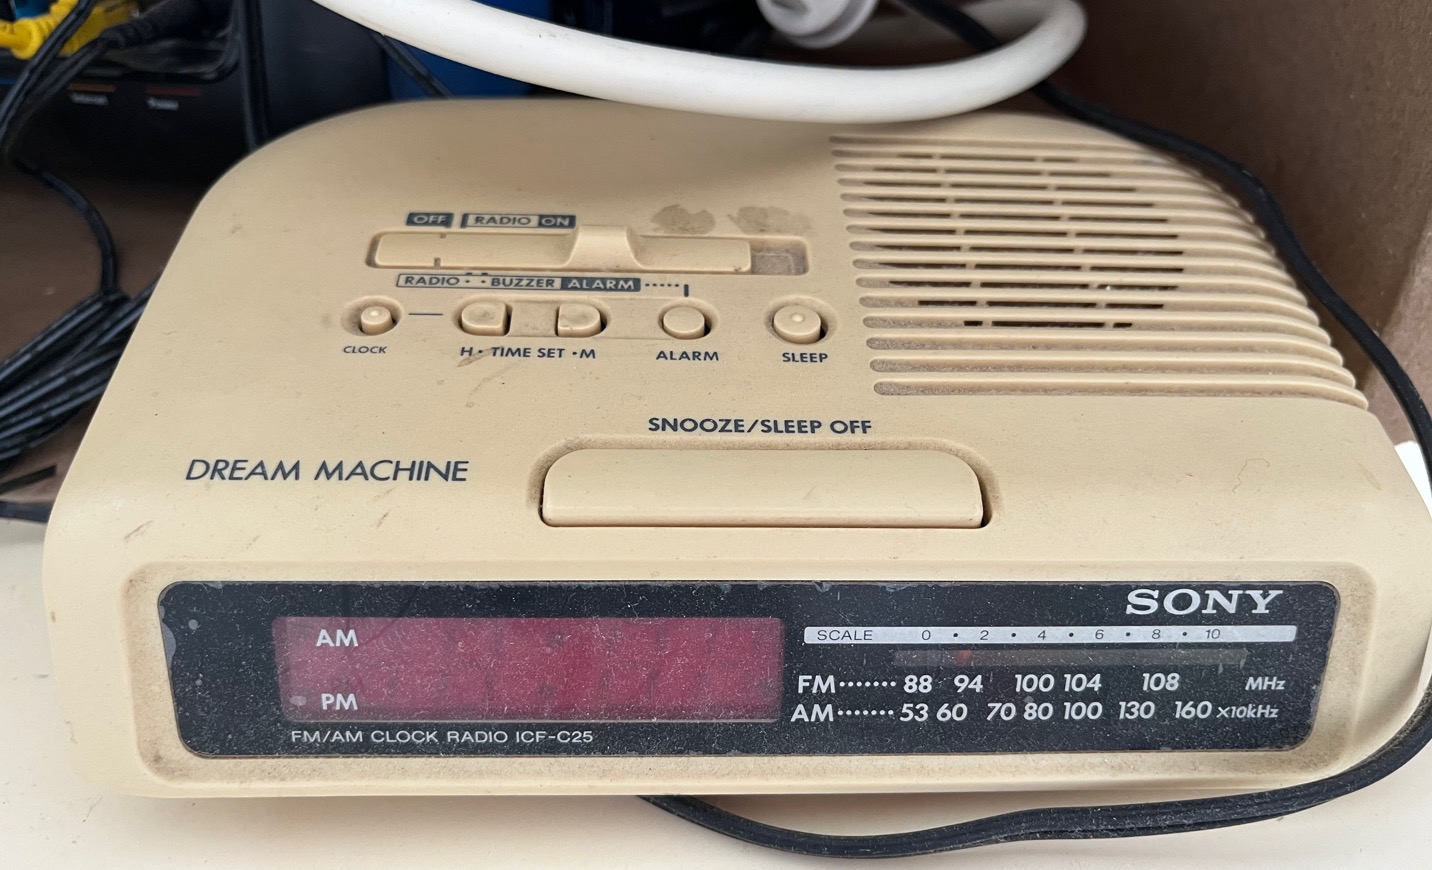 OFF RADIO ON
RADIO · · BUZZER ALARM
CLOCK
H · TIME SET · M
ALARM
SLEEP
SNOOZE/SLEEP OFF
DREAM MACHINE
SONY
AM
PM
FM/AM CLOCK RADIO ICF-C25
SCALE 0 · 2 · 4 · 6 · 8 · 10
FM······· 88 94 100 104 108 MHz
AM······· 53 60 70 80 100 130 160 ×10kHz